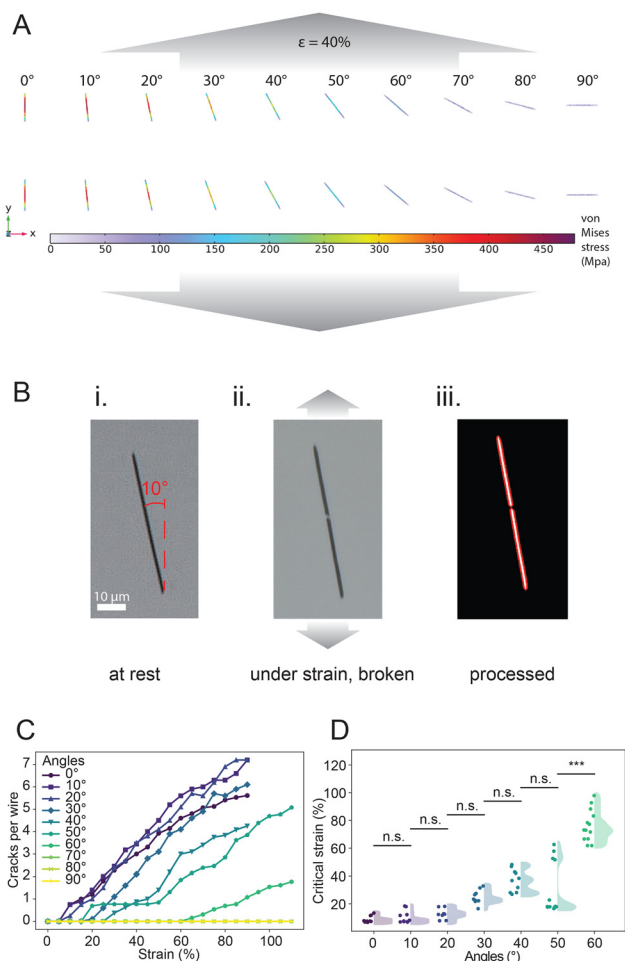 A
ε = 40%
0° 10° 20° 30° 40° 50° 60° 70° 80° 90°
y
x
z
0 50 100 150 200 250 300 350 400 450
von
Mises
stress
(Mpa)
B
i. ii. iii.
10°
10 µm
at rest under strain, broken processed
C
Angles
0°
10°
20°
30°
40°
50°
60°
70°
80°
90°
Cracks per wire
7
6
5
4
3
2
1
0
0 20 40 60 80 100
Strain (%)
D
Critical strain (%)
120
100
80
60
40
20
n.s.
n.s.
n.s.
n.s.
n.s.
***
0 10 20 30 40 50 60
Angles (°)